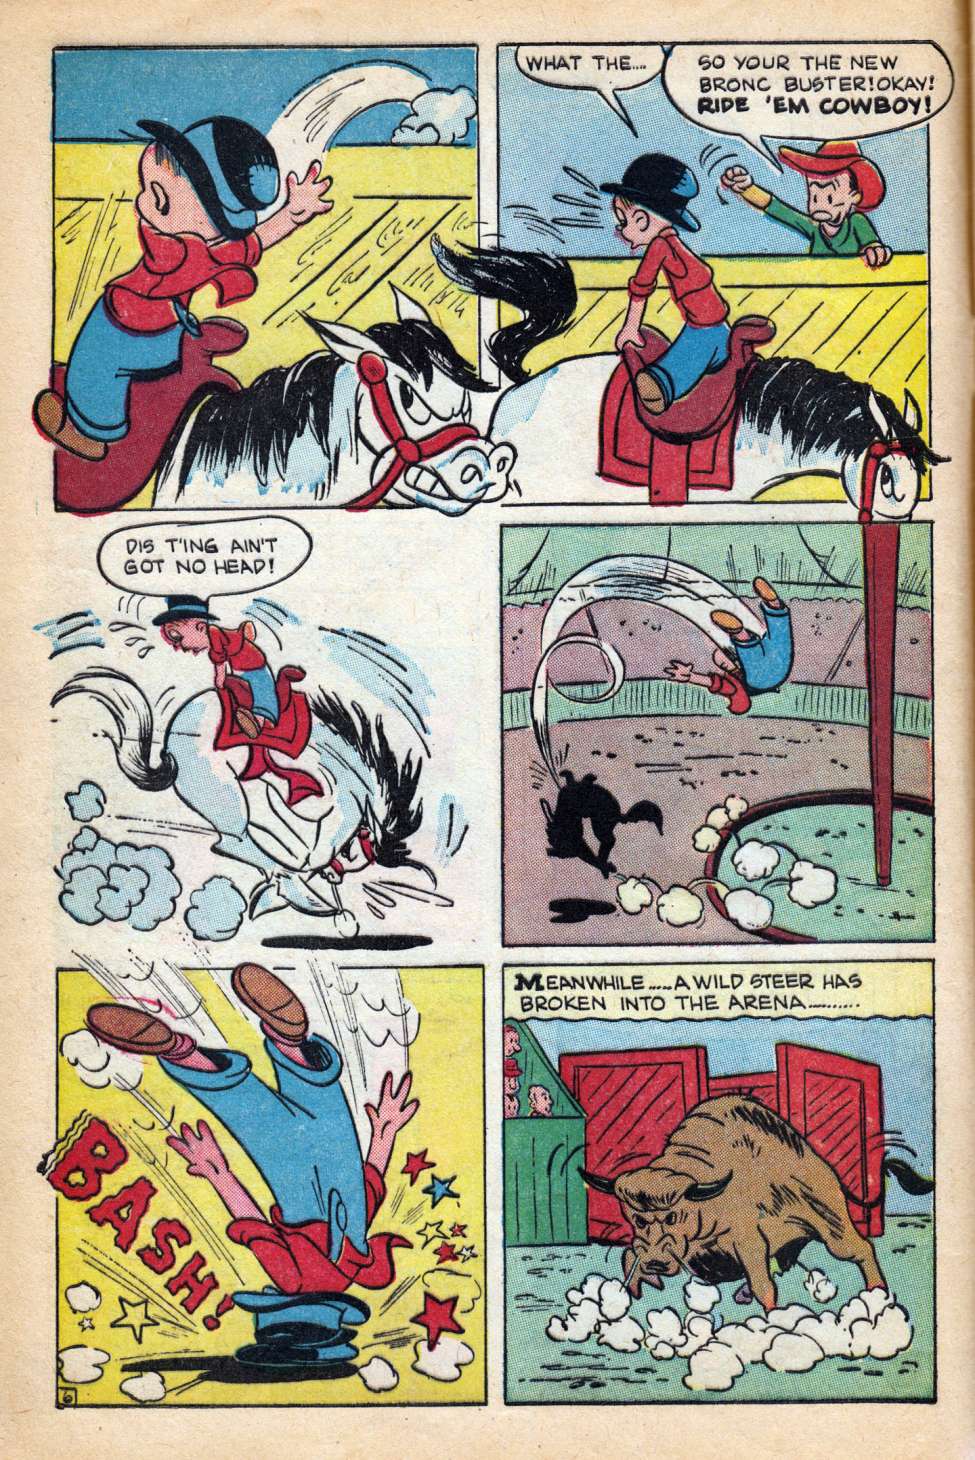 WHAT THE....
SO YOUR THE NEW
BRONC BUSTER! OKAY!
RIDE 'EM COWBOY!
DIS T'ING AIN'T
GOT NO HEAD!
BASH!
MEANWHILE.....A WILD STEER HAS
BROKEN INTO THE ARENA..........
6